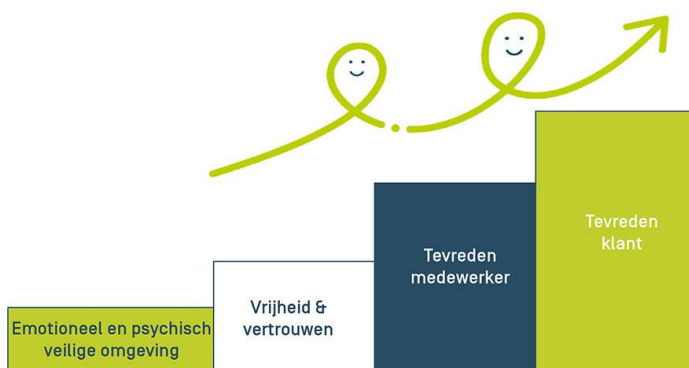 Emotioneel en psychisch
veilige omgeving
Vrijheid &
vertrouwen
Tevreden
medewerker
Tevreden
klant